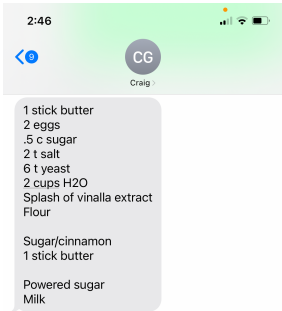 2:46
9
CG
Craig
1 stick butter
2 eggs
.5 c sugar
2 t salt
6 t yeast
2 cups H2O
Splash of vinalla extract
Flour
Sugar/cinnamon
1 stick butter
Powered sugar
Milk